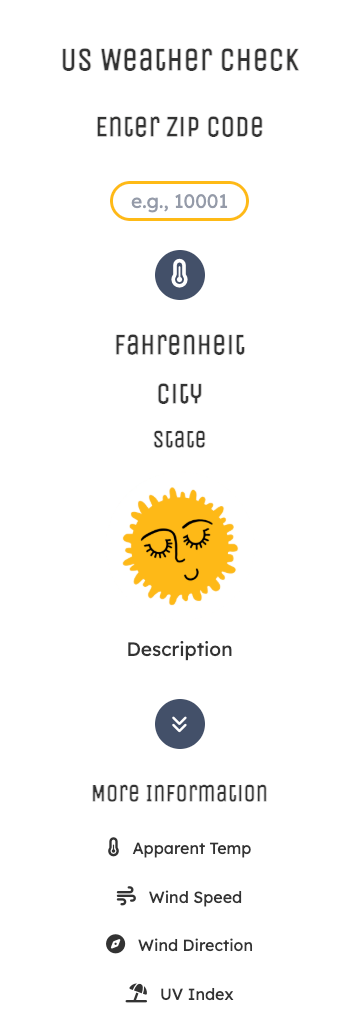 US Weather Check
Enter ZIP Code
e.g., 10001
Fahrenheit
City
State
Description
More Information
Apparent Temp
Wind Speed
Wind Direction
UV Index